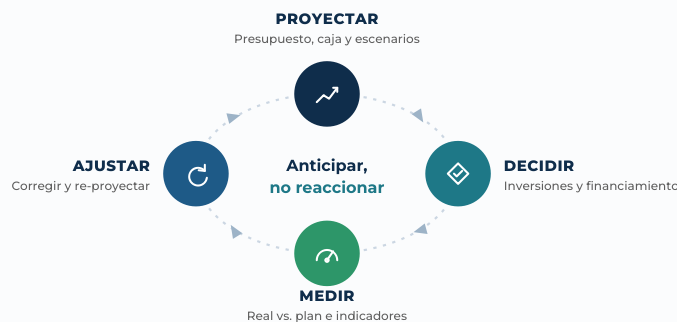 PROYECTAR
Presupuesto, caja y escenarios
AJUSTAR
Corregir y re-proyectar
Anticipar,
no reaccionar
DECIDIR
Inversiones y financiamiento
MEDIR
Real vs. plan e indicadores